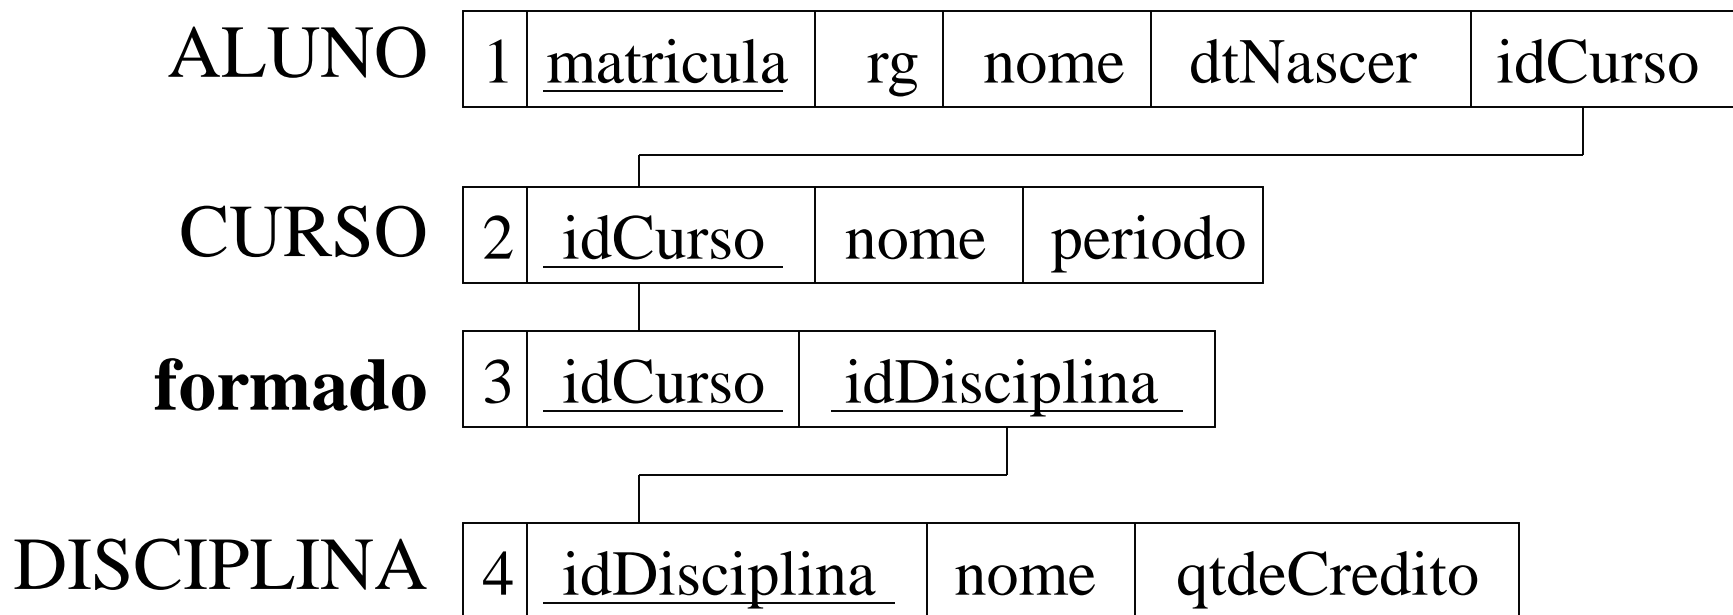 ALUNO 1 matricula rg nome dtNascer idCurso
CURSO 2 idCurso nome periodo
formado 3 idCurso idDisciplina
DISCIPLINA 4 idDisciplina nome qtdeCredito